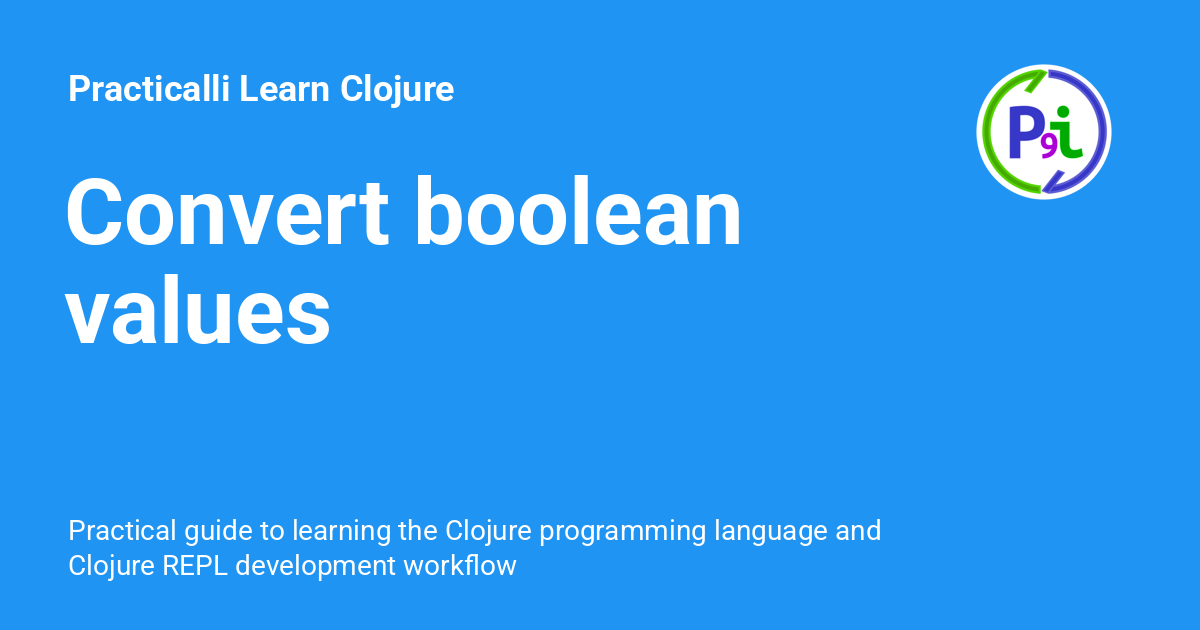 Practicalli Learn Clojure
P9i
Convert boolean
values
Practical guide to learning the Clojure programming language and
Clojure REPL development workflow